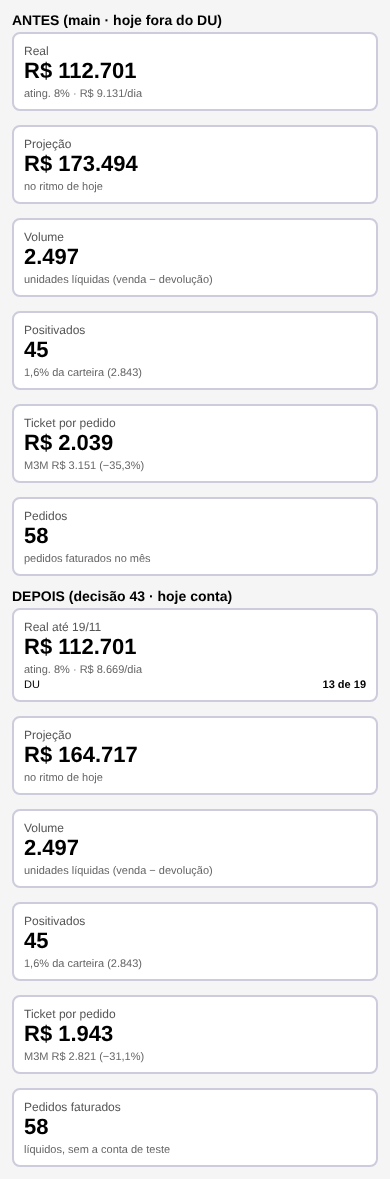 ANTES (main · hoje fora do DU)
Real
R$ 112.701
ating. 8% · R$ 9.131/dia
Projeção
R$ 173.494
no ritmo de hoje
Volume
2.497
unidades líquidas (venda − devolução)
Positivados
45
1,6% da carteira (2.843)
Ticket por pedido
R$ 2.039
M3M R$ 3.151 (−35,3%)
Pedidos
58
pedidos faturados no mês
DEPOIS (decisão 43 · hoje conta)
Real até 19/11
R$ 112.701
ating. 8% · R$ 8.669/dia
DU 13 de 19
Projeção
R$ 164.717
no ritmo de hoje
Volume
2.497
unidades líquidas (venda − devolução)
Positivados
45
1,6% da carteira (2.843)
Ticket por pedido
R$ 1.943
M3M R$ 2.821 (−31,1%)
Pedidos faturados
58
líquidos, sem a conta de teste